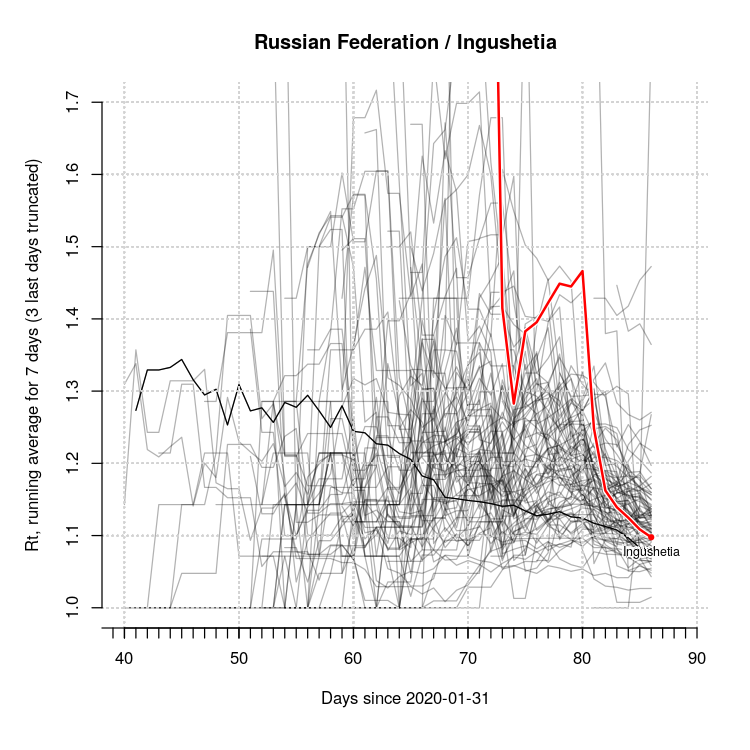 Russian Federation / Ingushetia
Rt, running average for 7 days (3 last days truncated)
1.7
1.6
1.5
1.4
1.3
1.2
1.1
1.0
Ingushetia
40 50 60 70 80 90
Days since 2020-01-31